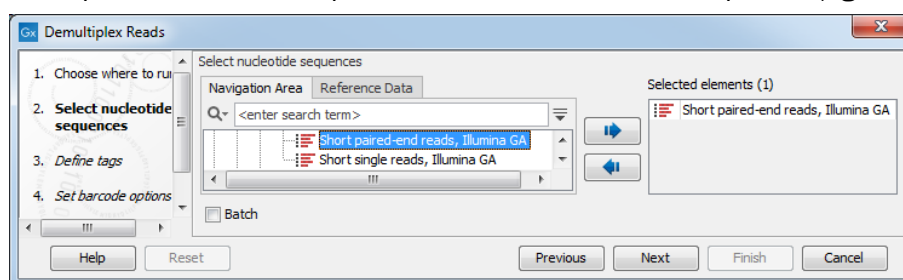 Gx Demultiplex Reads
1. Choose where to run
2. Select nucleotide sequences
3. Define tags
4. Set barcode options
Select nucleotide sequences
Navigation Area Reference Data
<enter search term>
Short paired-end reads, Illumina GA
Short single reads, Illumina GA
Batch
Selected elements (1)
Short paired-end reads, Illumina GA
Help Reset Previous Next Finish Cancel